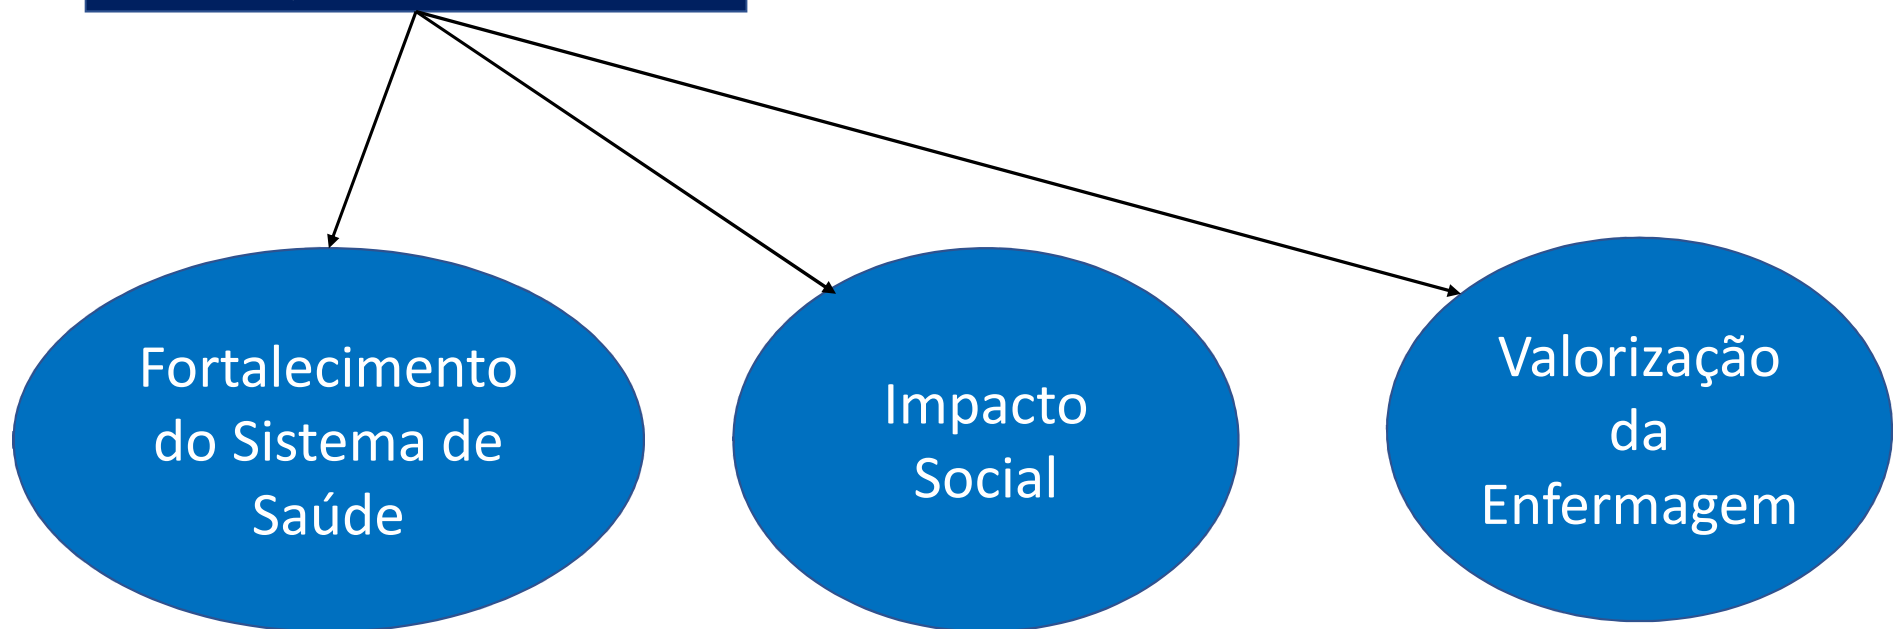 Fortalecimento
do Sistema de
Saúde
Impacto
Social
Valorização
da
Enfermagem